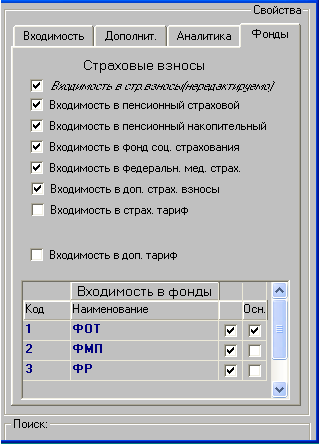 Свойства
Входимость Дополнит. Аналитика Фонды
Страховые взносы
Входимость в стр.взносы(нередактируемо)
Входимость в пенсионный страховой
Входимость в пенсионный накопительный
Входимость в фонд соц. страхования
Входимость в федеральн. мед. страх.
Входимость в доп. страх. взносы
Входимость в страх. тариф
Входимость в доп. тариф
Входимость в фонды
Код Наименование Осн.
1 ФОТ
2 ФМП
3 ФР
Поиск: